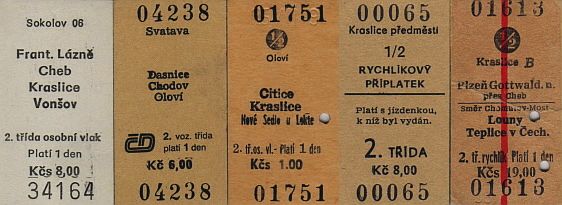 Sokolov 06
Frant. Lázně
Cheb
Kraslice
Vonšov
2. třída osobní vlak
Platí 1 den
Kčs 8,00
34164
04238
Svatava
Dasnice
Chodov
Oloví
ČD 2. voz. třída
platí 1 den
Kč 6,00
04238
01751
1/2
Oloví
Citice
Kraslice
Nové Sedlo u Lokte
2. tř. os. vl.- Platí 1 den
Kčs 1.00
01751
00065
Kraslice předměstí
1/2
RYCHLÍKOVÝ
PŘÍPLATEK
Platí s jízdenkou,
k níž byl vydán.
2. TŘÍDA
Kč 8,00
00065
01613
1/2
Kraslice B
Plzeň Gottwald. n.
přes Cheb
Směr Chomutov-Most
Louny
Teplice v Čech.
2. tř. rychlík Platí 1 den
Kčs 19,00
01613